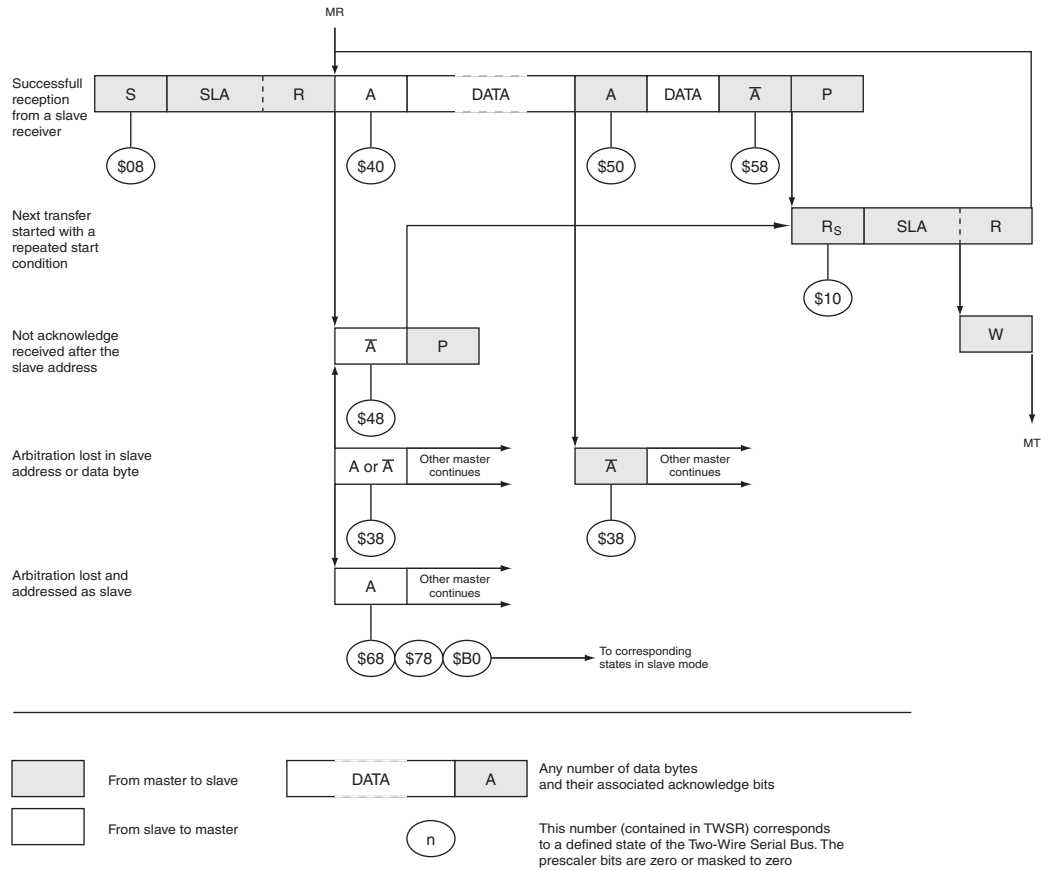 MR
Successfull
reception
from a slave
receiver
S SLA R A DATA A DATA A̅ P
$08 $40 $50 $58
Next transfer
started with a
repeated start
condition
RS SLA R
$10
Not acknowledge
received after the
slave address
A̅ P
W
$48
MT
Arbitration lost in slave
address or data byte
A or A̅
Other master
continues
A̅
Other master
continues
$38 $38
Arbitration lost and
addressed as slave
A
Other master
continues
$68 $78 $B0
To corresponding
states in slave mode
From master to slave
DATA A
Any number of data bytes
and their associated acknowledge bits
From slave to master
n
This number (contained in TWSR) corresponds
to a defined state of the Two-Wire Serial Bus. The
prescaler bits are zero or masked to zero